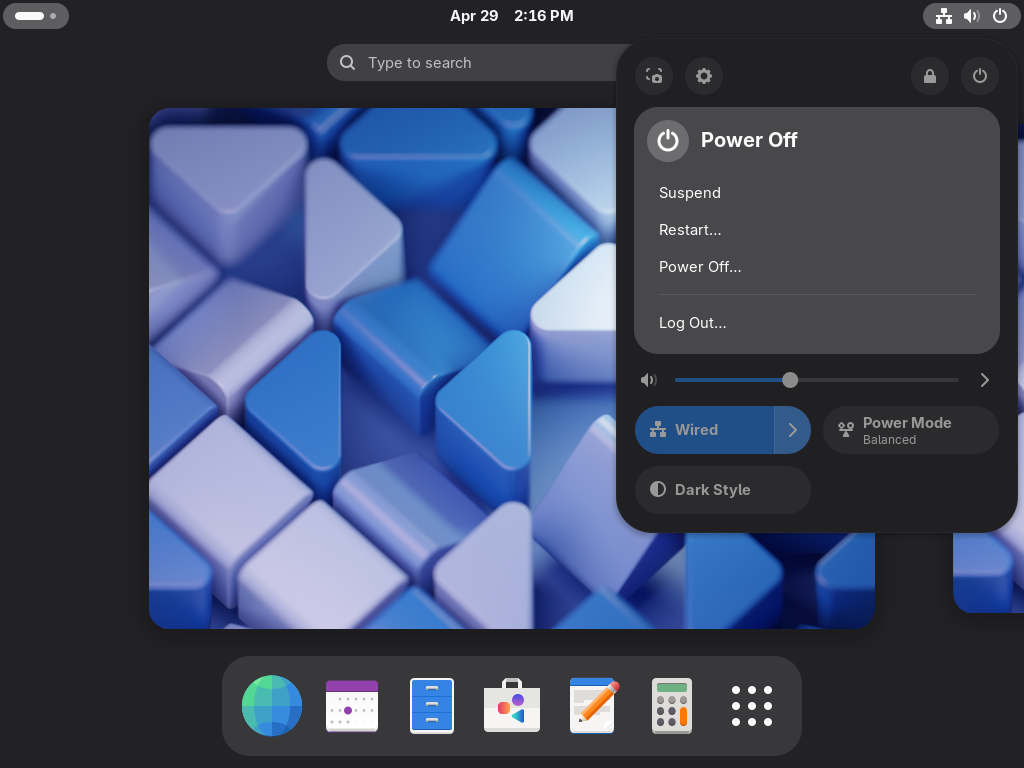 Apr 29 2:16 PM
Type to search
Power Off
Suspend
Restart...
Power Off...
Log Out...
Wired
Power Mode
Balanced
Dark Style